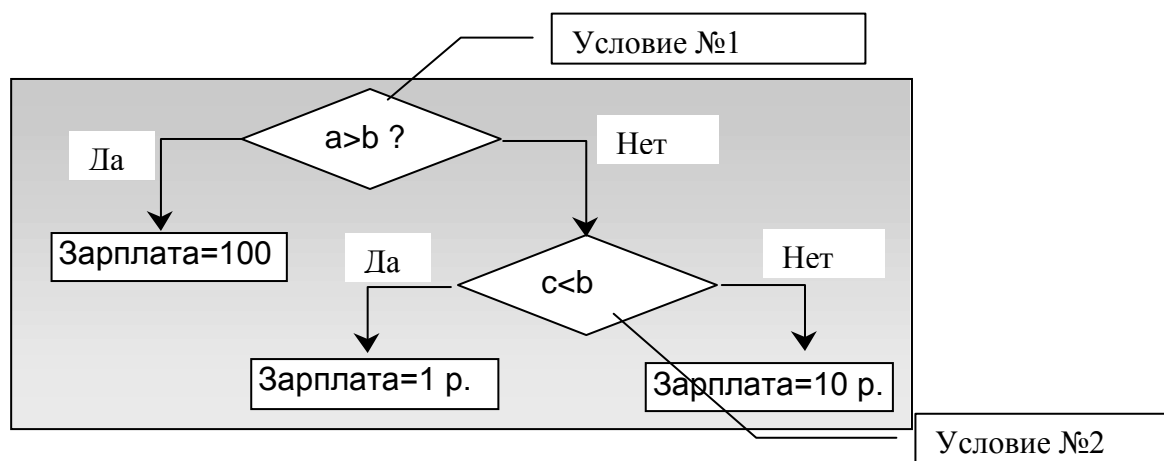 Условие №1
a>b ?
Да
Нет
Зарплата=100
Да
Нет
c<b
Зарплата=1 р.
Зарплата=10 р.
Условие №2